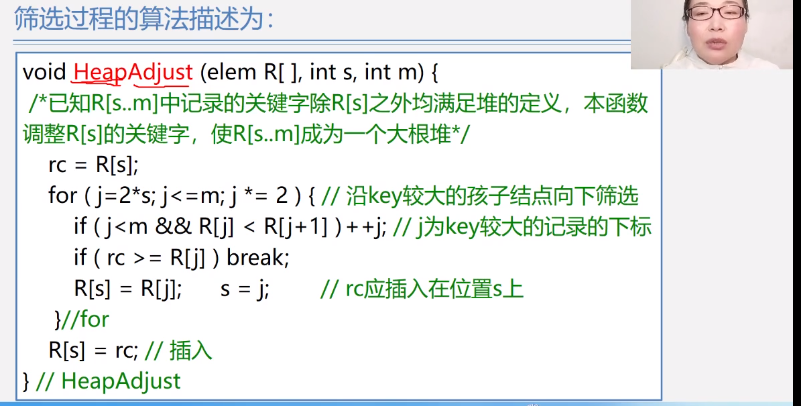 筛选过程的算法描述为：
void HeapAdjust (elem R[ ], int s, int m) {
/*已知R[s..m]中记录的关键字除R[s]之外均满足堆的定义，本函数
调整R[s]的关键字，使R[s..m]成为一个大根堆*/
rc = R[s];
for ( j=2*s; j<=m; j *= 2 ) { // 沿key较大的孩子结点向下筛选
if ( j<m && R[j] < R[j+1] ) ++j; // j为key较大的记录的下标
if ( rc >= R[j] ) break;
R[s] = R[j]; s = j; // rc应插入在位置s上
}//for
R[s] = rc; // 插入
} // HeapAdjust